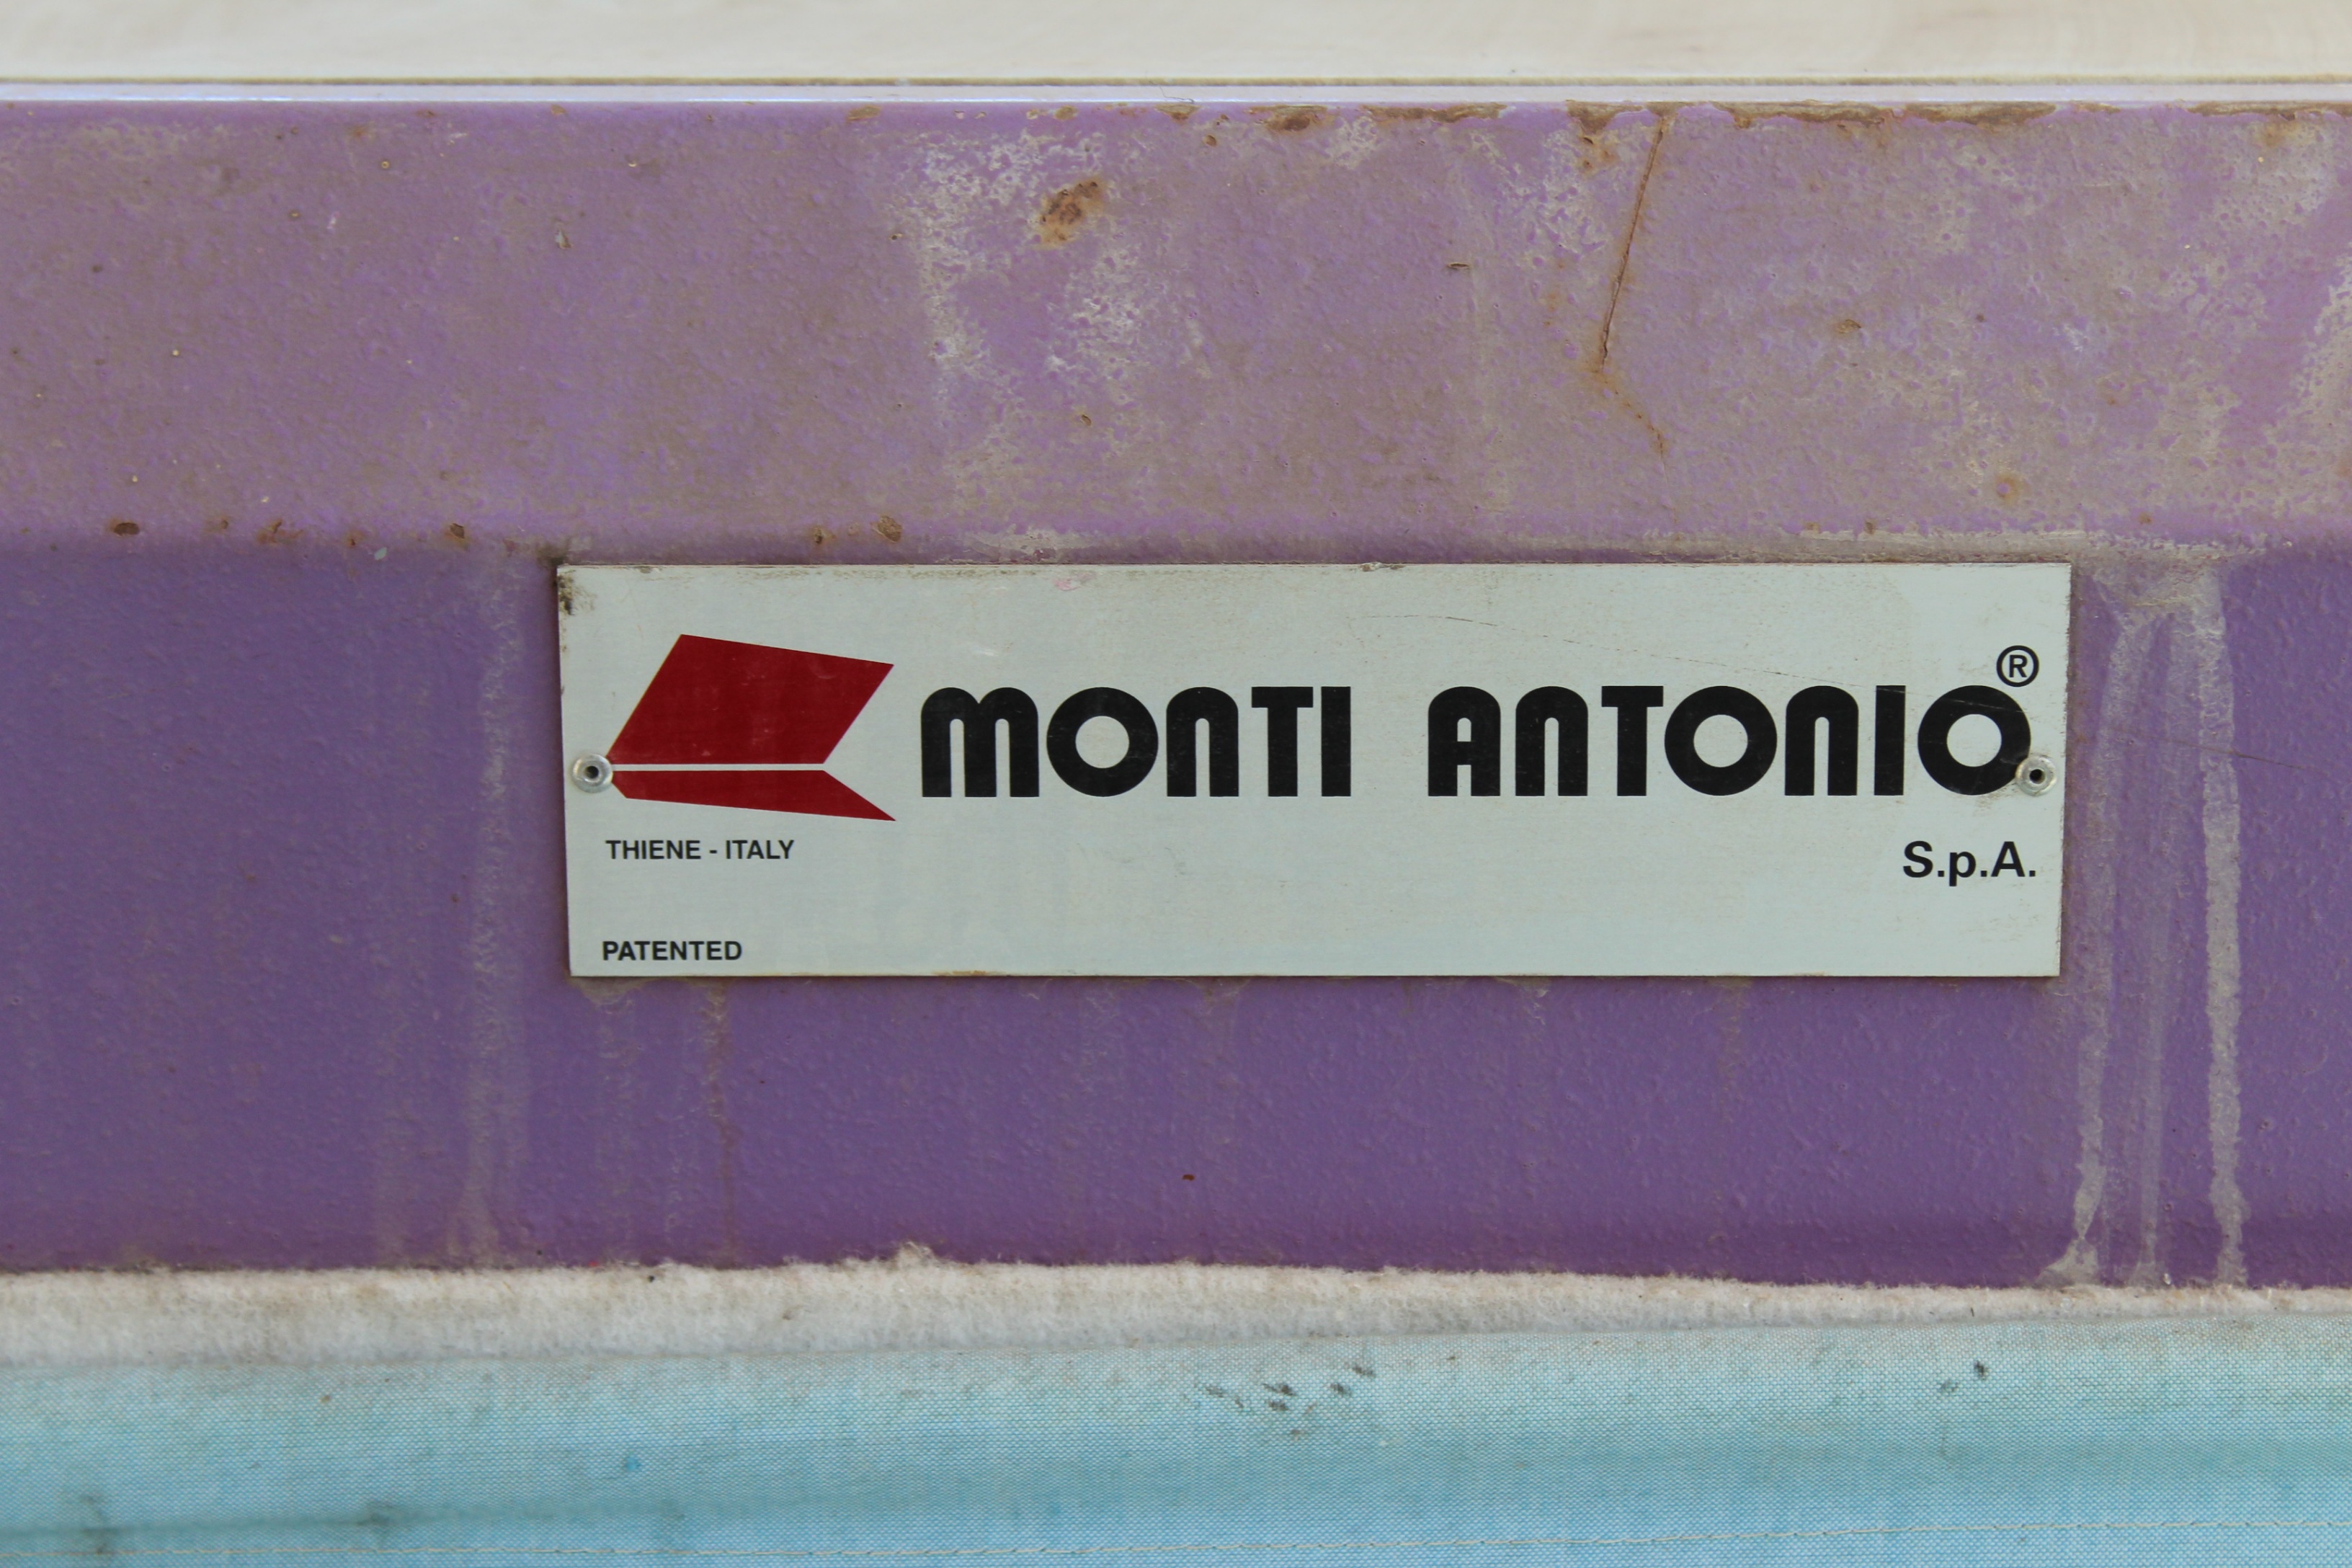 MONTI ANTONIO®
S.p.A.
THIENE - ITALY
PATENTED